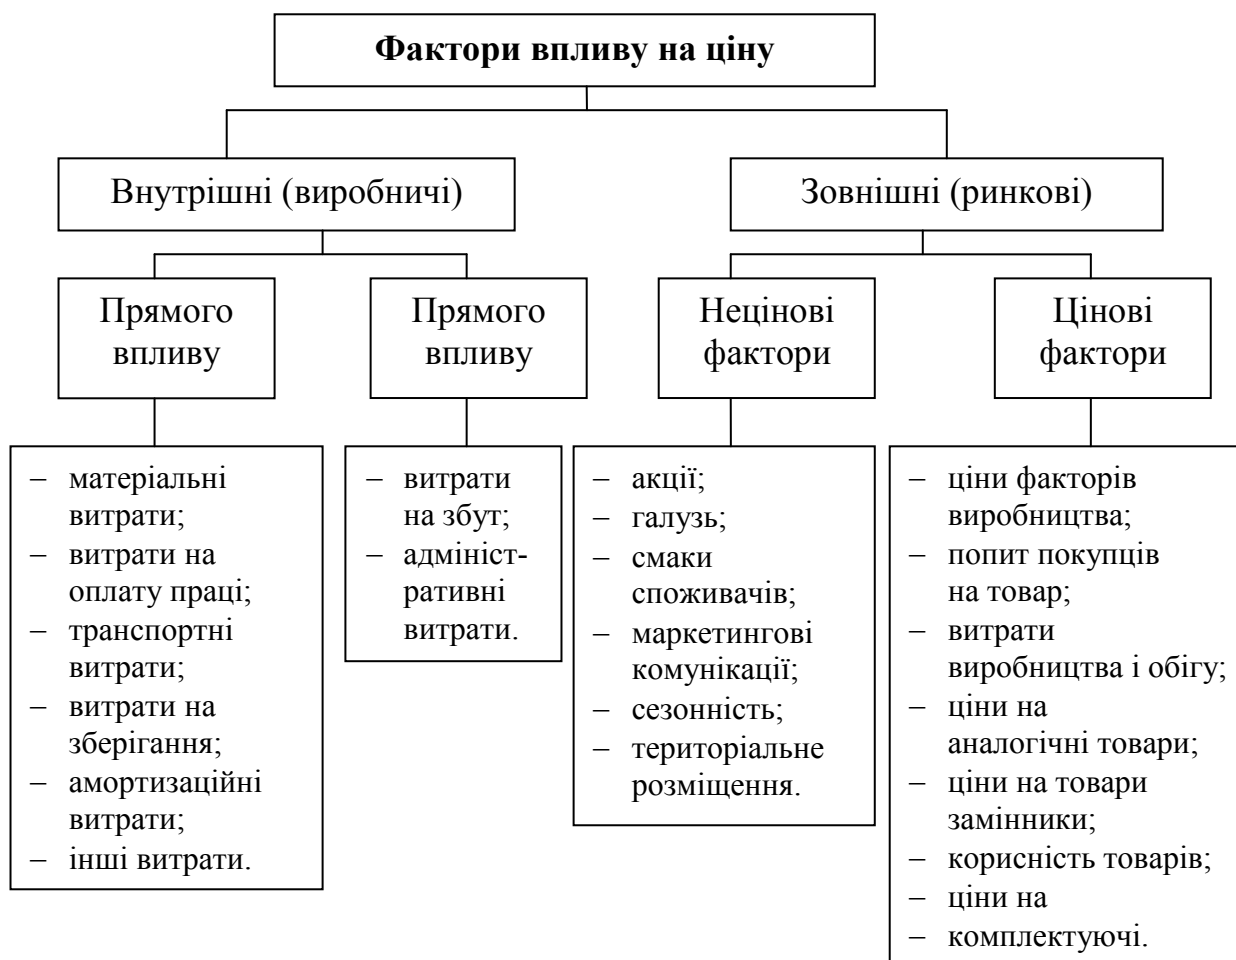 Фактори впливу на ціну
Внутрішні (виробничі)
Зовнішні (ринкові)
Прямого
впливу
Прямого
впливу
Нецінові
фактори
Цінові
фактори
– матеріальні
витрати;
– витрати на
оплату праці;
– транспортні
витрати;
– витрати на
зберігання;
– амортизаційні
витрати;
– інші витрати.
– витрати
на збут;
– адмініст-
ративні
витрати.
– акції;
– галузь;
– смаки
споживачів;
– маркетингові
комунікації;
– сезонність;
– територіальне
розміщення.
– ціни факторів
виробництва;
– попит покупців
на товар;
– витрати
виробництва і обігу;
– ціни на
аналогічні товари;
– ціни на товари
замінники;
– корисність товарів;
– ціни на
– комплектуючі.